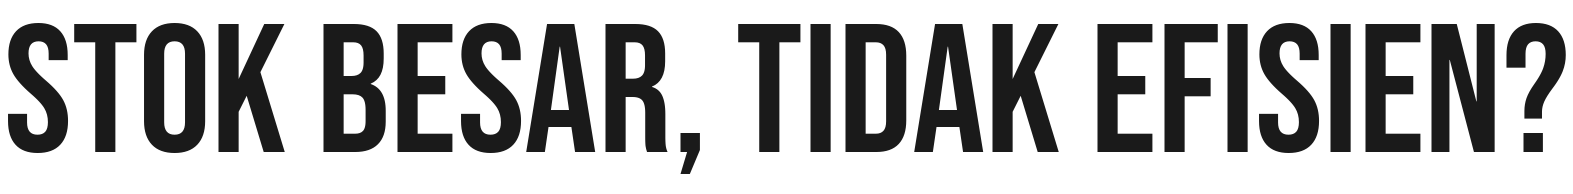 STOK BESAR, TIDAK EFISIEN?